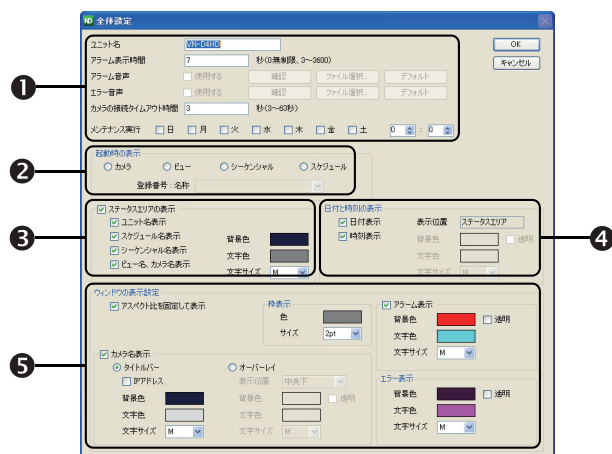 全体設定
ユニット名 VN-D4HD OK
アラーム表示時間 7 秒(0:無制限、3~3600) キャンセル
アラーム音声 使用する 確認 ファイル選択.. デフォルト
エラー音声 使用する 確認 ファイル選択.. デフォルト
❶
カメラの接続タイムアウト時間 3 秒(3~63秒)
メンテナンス実行 日 月 火 水 木 金 土 0 : 0
起動時の表示
❷ カメラ ビュー シーケンシャル スケジュール
登録番号:名称
ステータスエリアの表示 日付と時刻の表示
ユニット名表示 日付表示 表示位置 ステータスエリア
❸ スケジュール名表示 背景色 時刻表示 背景色 透明 ❹
シーケンシャル名表示 文字色 文字色
ビュー名、カメラ名表示 文字サイズ M 文字サイズ M
ウィンドウの表示設定
アスペクト比を固定して表示 枠表示 アラーム表示
色 背景色 透明
サイズ 2pt 文字色
❺ カメラ名表示 文字サイズ M
タイトルバー オーバーレイ
IPアドレス 表示位置 中央下 エラー表示
背景色 背景色 透明 背景色 透明
文字色 文字色 文字色
文字サイズ M 文字サイズ M 文字サイズ M